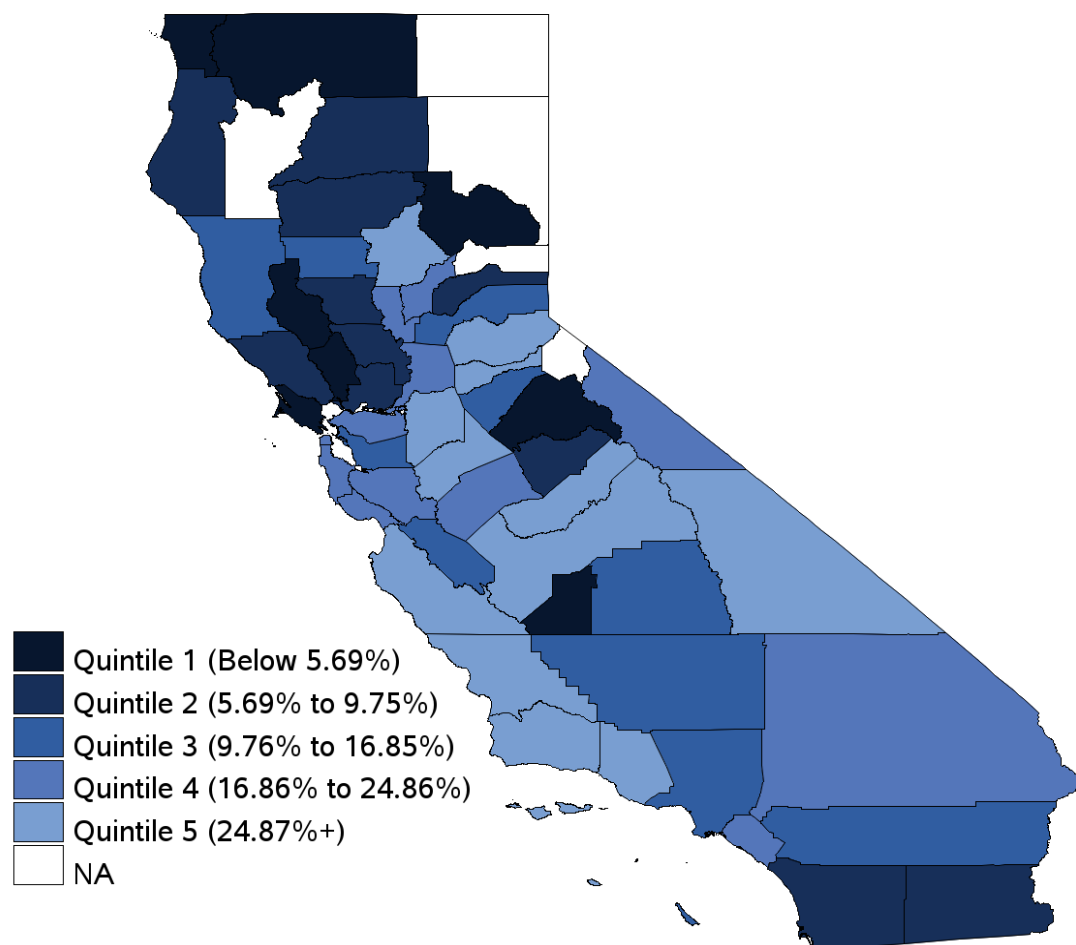 Quintile 1 (Below 5.69%)
Quintile 2 (5.69% to 9.75%)
Quintile 3 (9.76% to 16.85%)
Quintile 4 (16.86% to 24.86%)
Quintile 5 (24.87%+)
NA